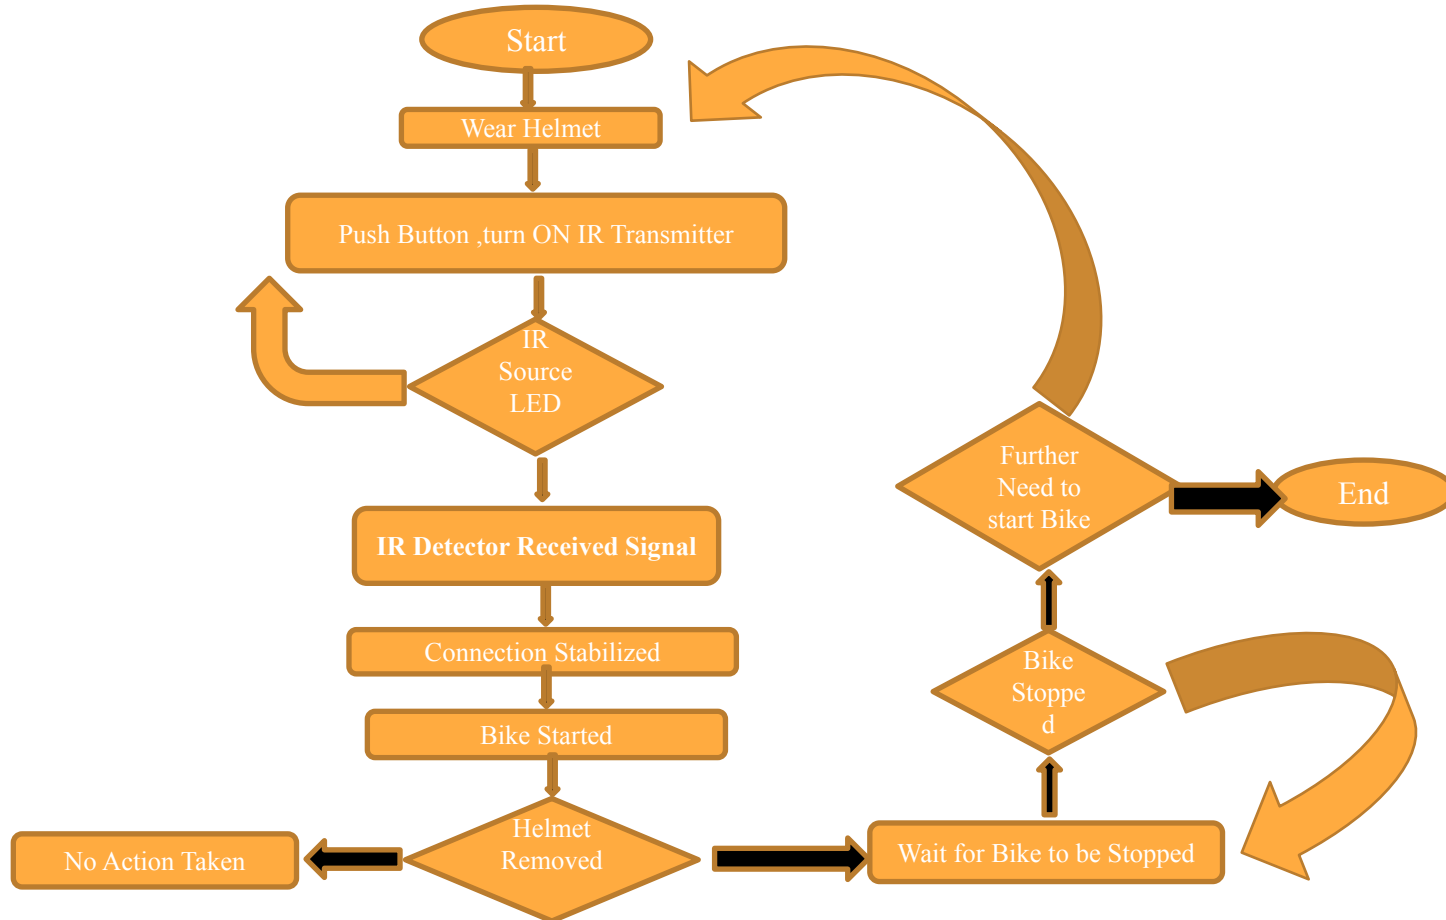 Start
Wear Helmet
Push Button ,turn ON IR Transmitter
IR
Source
LED
IR Detector Received Signal
Connection Stabilized
Bike Started
Helmet
Removed
No Action Taken
Wait for Bike to be Stopped
Bike
Stoppe
d
Further
Need to
start Bike
End